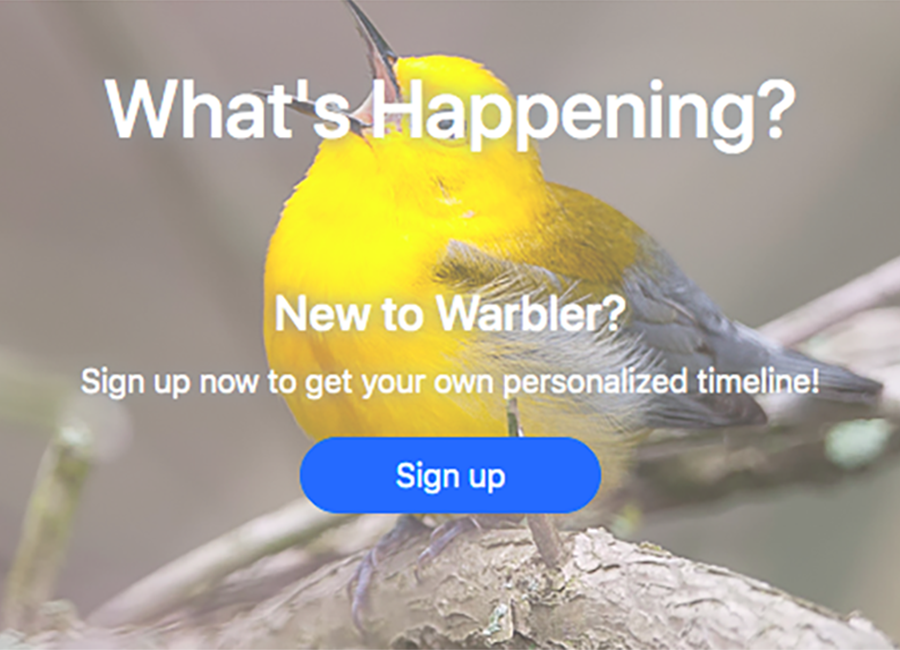 What's Happening?
New to Warbler?
Sign up now to get your own personalized timeline!
Sign up